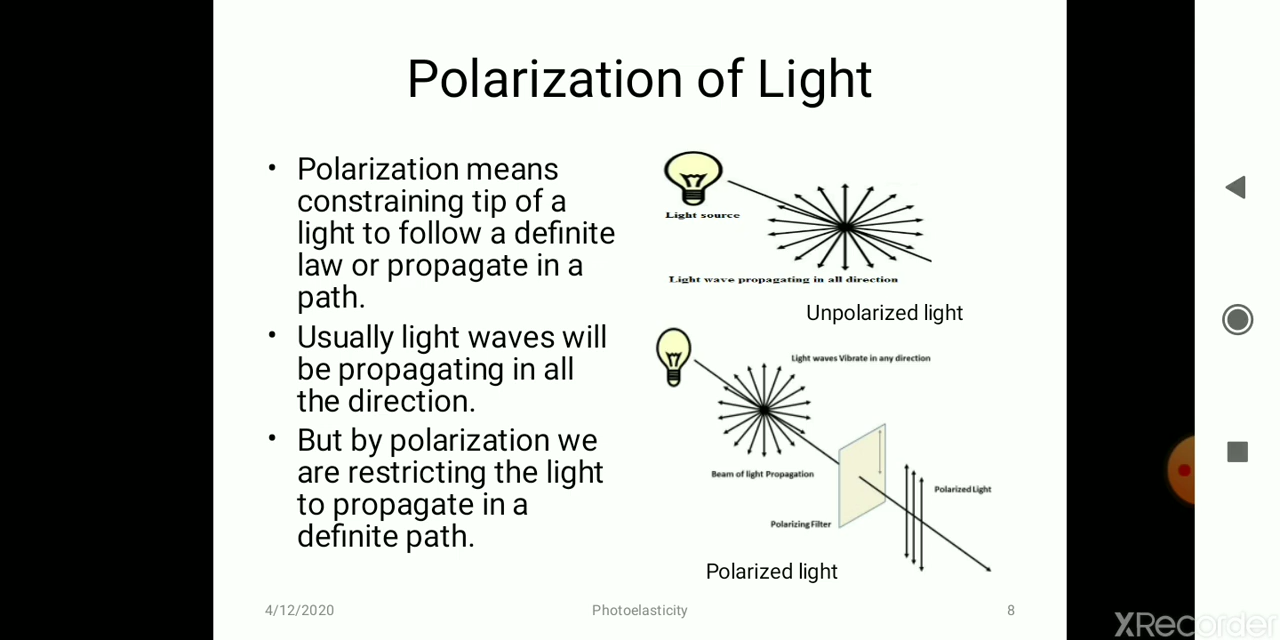 Polarization of Light
• Polarization means
constraining tip of a
light to follow a definite
law or propagate in a
path.
• Usually light waves will
be propagating in all
the direction.
• But by polarization we
are restricting the light
to propagate in a
definite path.
Light source
Light wave propagating in all direction
Unpolarized light
Light waves Vibrate in any direction
Beam of light Propagation
Polarized Light
Polarizing Filter
Polarized light
4/12/2020
Photoelasticity
8
XRecorder